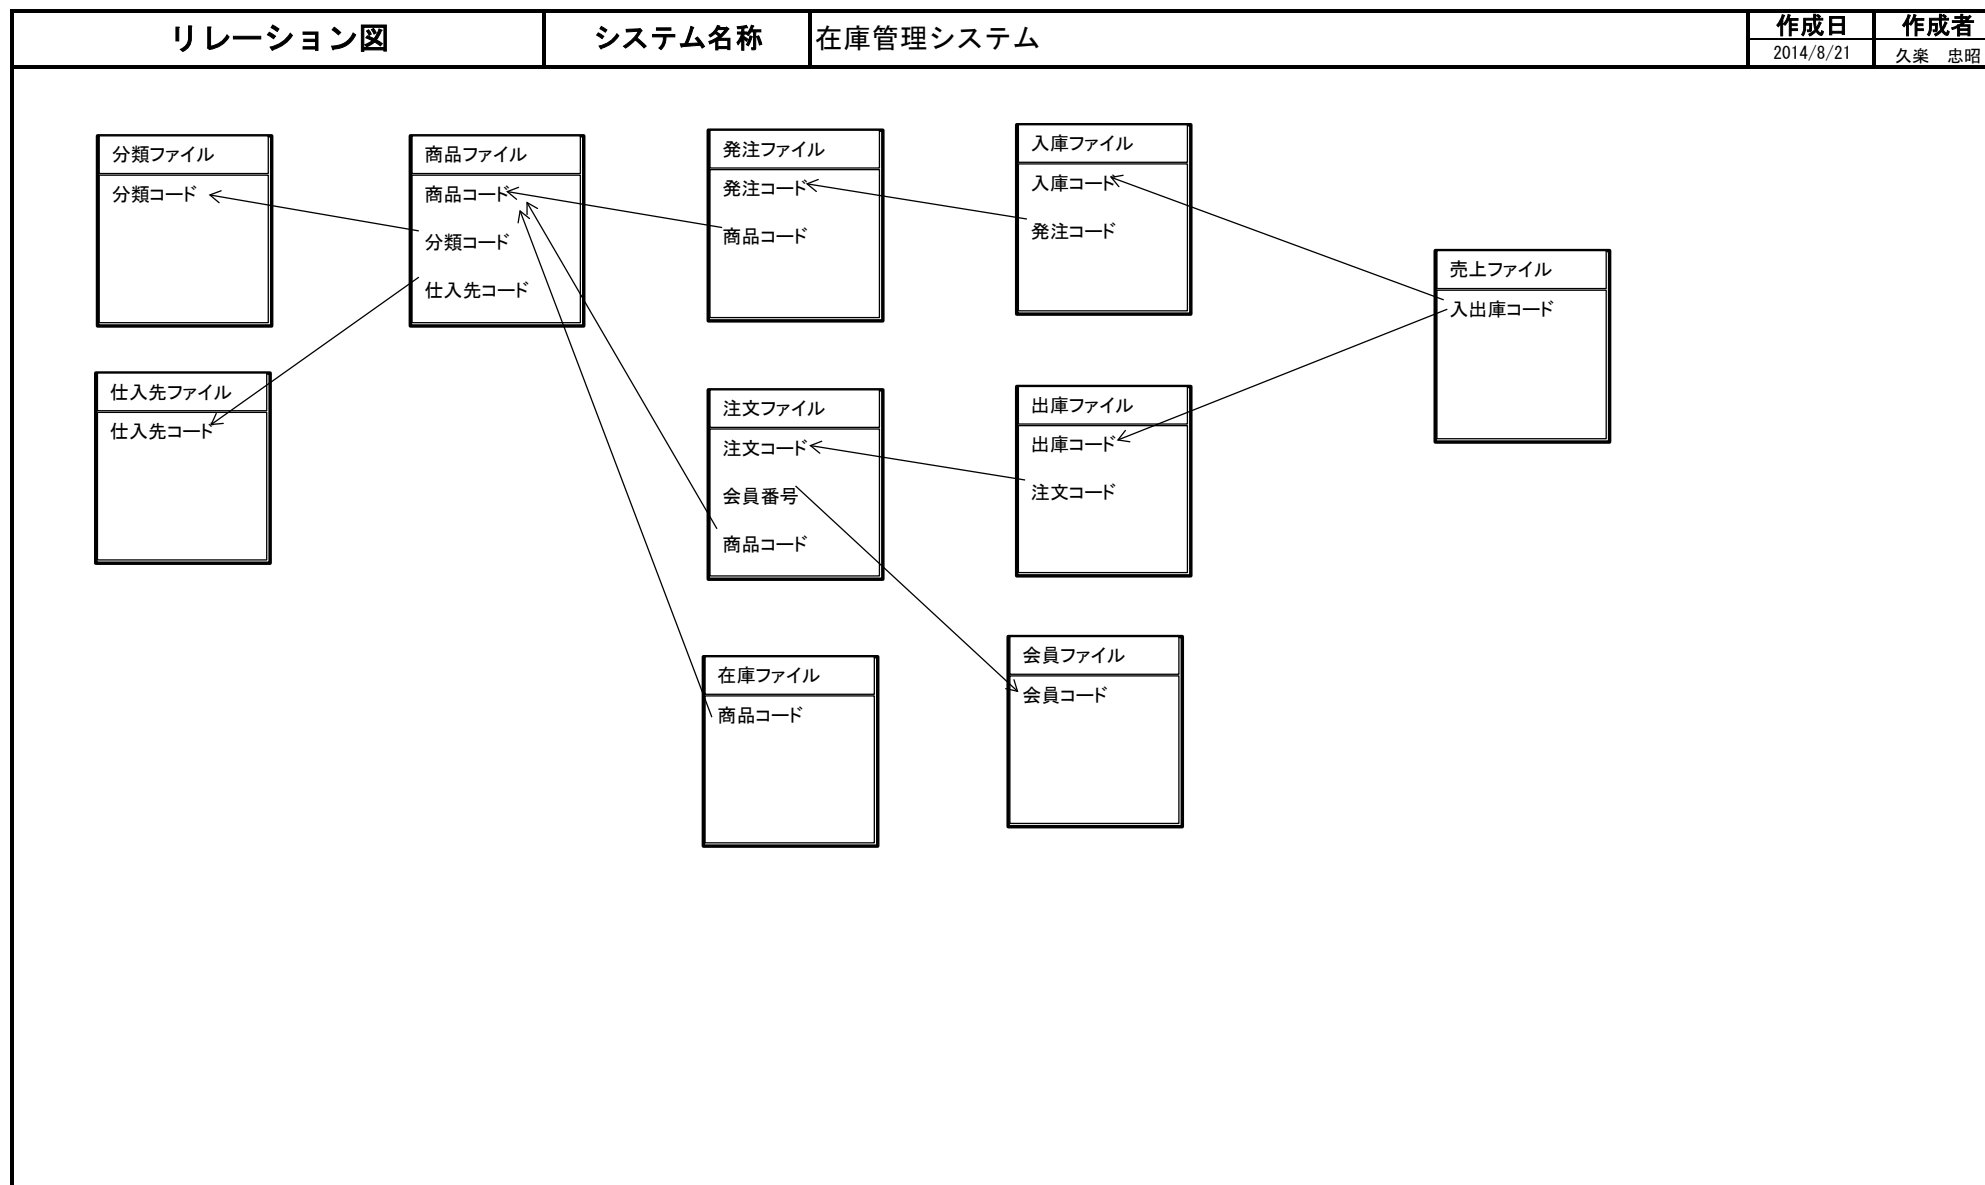 リレーション図
システム名称
在庫管理システム
作成日
作成者
2014/8/21
久楽　忠昭
分類ファイル
分類コード
商品ファイル
商品コード
分類コード
仕入先コード
発注ファイル
発注コード
商品コード
入庫ファイル
入庫コード
発注コード
売上ファイル
入出庫コード
仕入先ファイル
仕入先コード
注文ファイル
注文コード
会員番号
商品コード
出庫ファイル
出庫コード
注文コード
在庫ファイル
商品コード
会員ファイル
会員コード